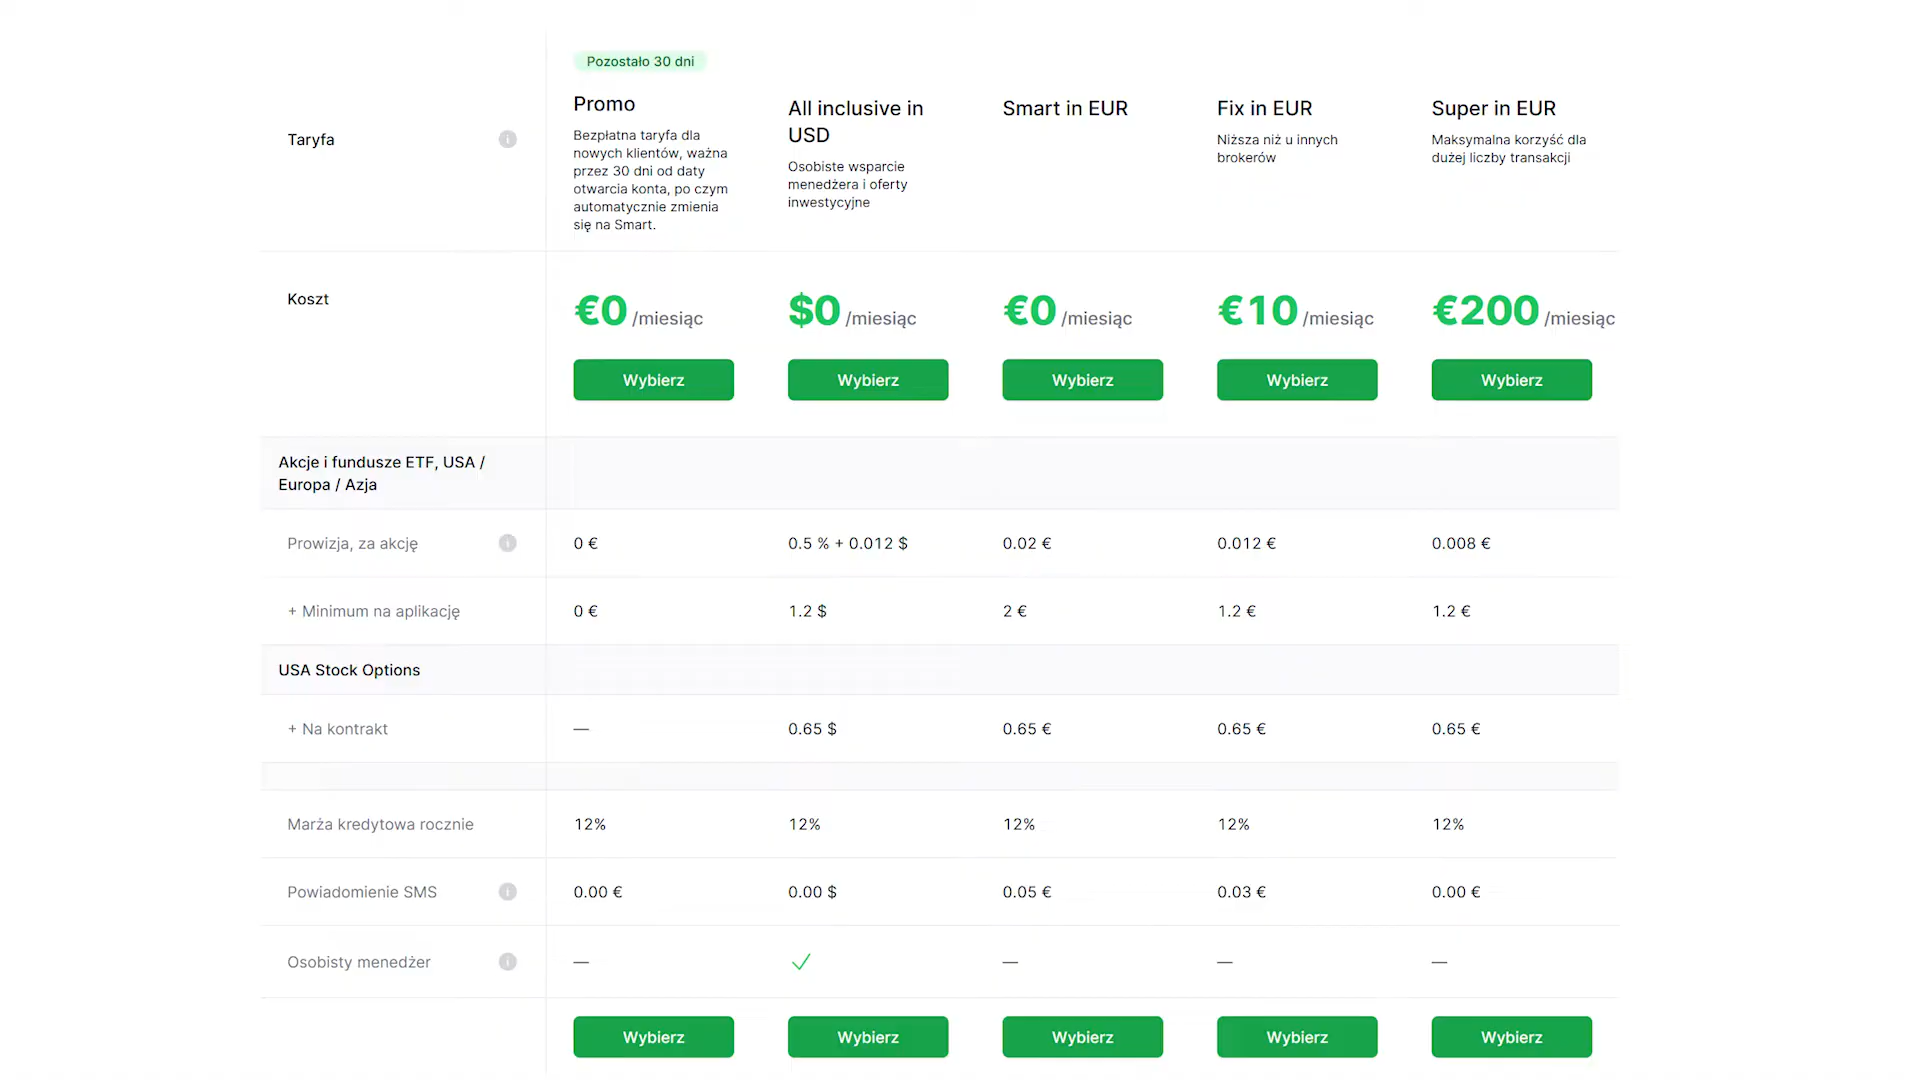 Pozostało 30 dni
Taryfa
Promo
Bezpłatna taryfa dla
nowych klientów, ważna
przez 30 dni od daty
otwarcia konta, po czym
automatycznie zmienia
się na Smart.
All inclusive in
USD
Osobiste wsparcie
menedżera i oferty
inwestycyjne
Smart in EUR
Fix in EUR
Niższa niż u innych
brokerów
Super in EUR
Maksymalna korzyść dla
dużej liczby transakcji
Koszt
€0 /miesiąc
$0 /miesiąc
€0 /miesiąc
€10 /miesiąc
€200 /miesiąc
Wybierz
Wybierz
Wybierz
Wybierz
Wybierz
Akcje i fundusze ETF, USA /
Europa / Azja
Prowizja, za akcję
0 €
0.5 % + 0.012 $
0.02 €
0.012 €
0.008 €
+ Minimum na aplikację
0 €
1.2 $
2 €
1.2 €
1.2 €
USA Stock Options
+ Na kontrakt
—
0.65 $
0.65 €
0.65 €
0.65 €
Marża kredytowa rocznie
12%
12%
12%
12%
12%
Powiadomienie SMS
0.00 €
0.00 $
0.05 €
0.03 €
0.00 €
Osobisty menedżer
—
—
—
—
Wybierz
Wybierz
Wybierz
Wybierz
Wybierz